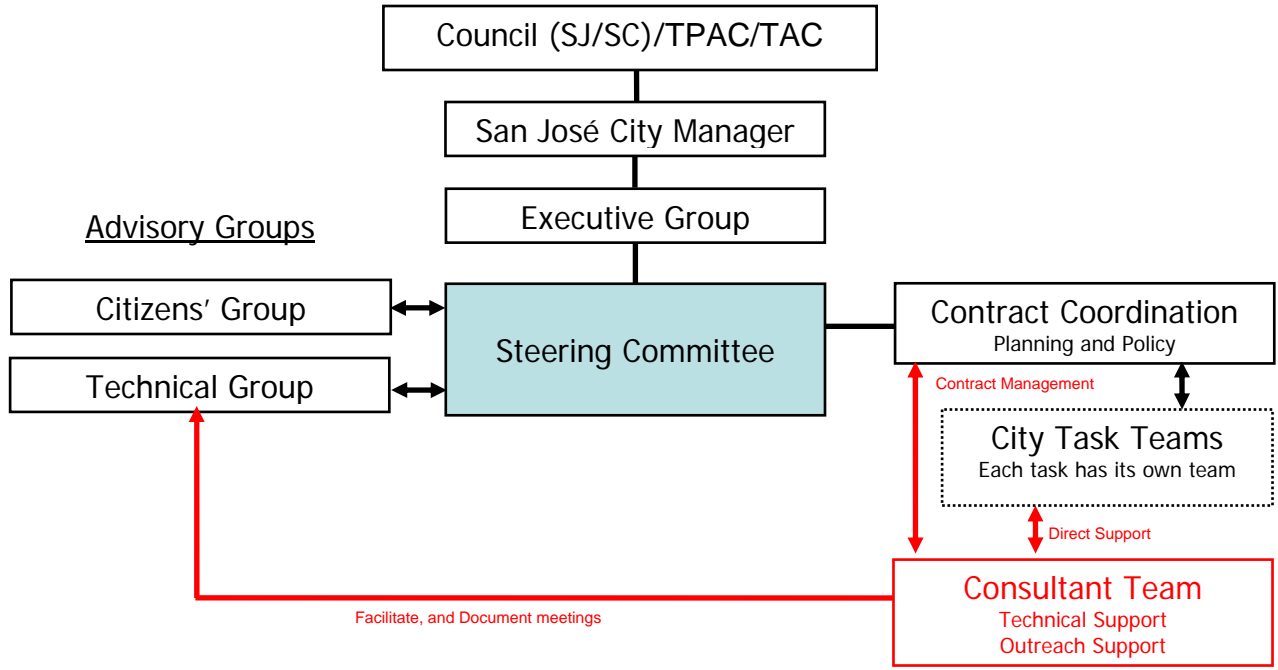 Council (SJ/SC)/TPAC/TAC
San José City Manager
Executive Group
Advisory Groups
Citizens' Group
Technical Group
Steering Committee
Contract Coordination
Planning and Policy
Contract Management
City Task Teams
Each task has its own team
Direct Support
Consultant Team
Technical Support
Outreach Support
Facilitate, and Document meetings